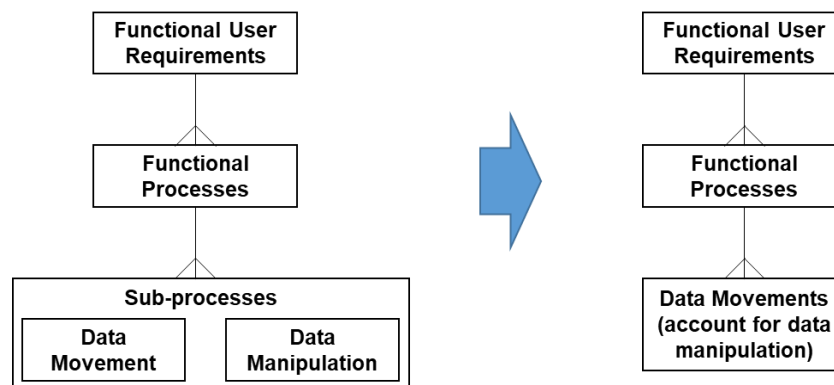 Functional User
Requirements
Functional
Processes
Sub-processes
Data
Movement
Data
Manipulation
Functional User
Requirements
Functional
Processes
Data Movements
(account for data
manipulation)